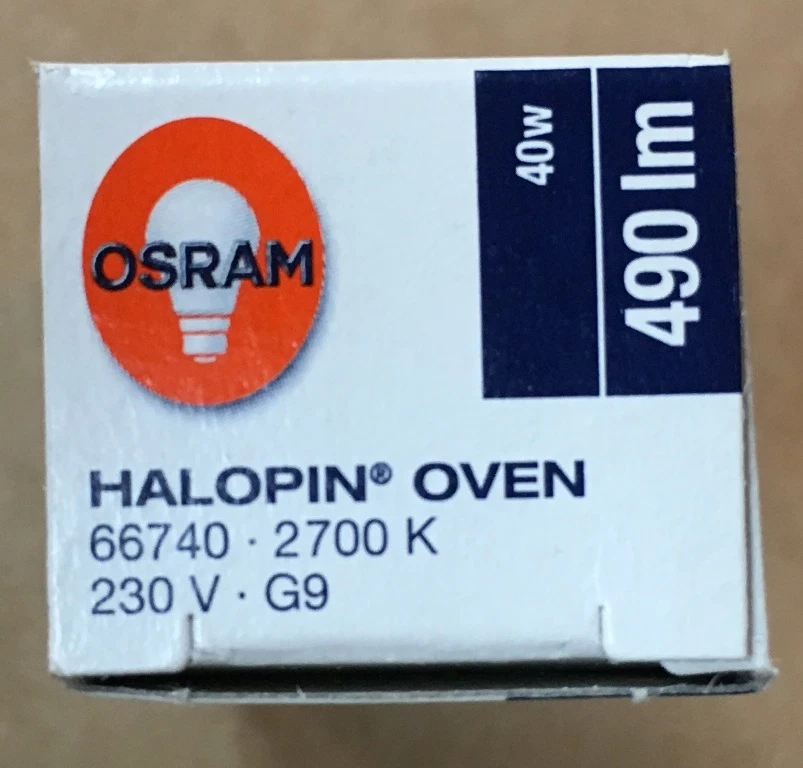 OSRAM
40W
490 lm
HALOPIN® OVEN
66740 · 2700 K
230 V · G9